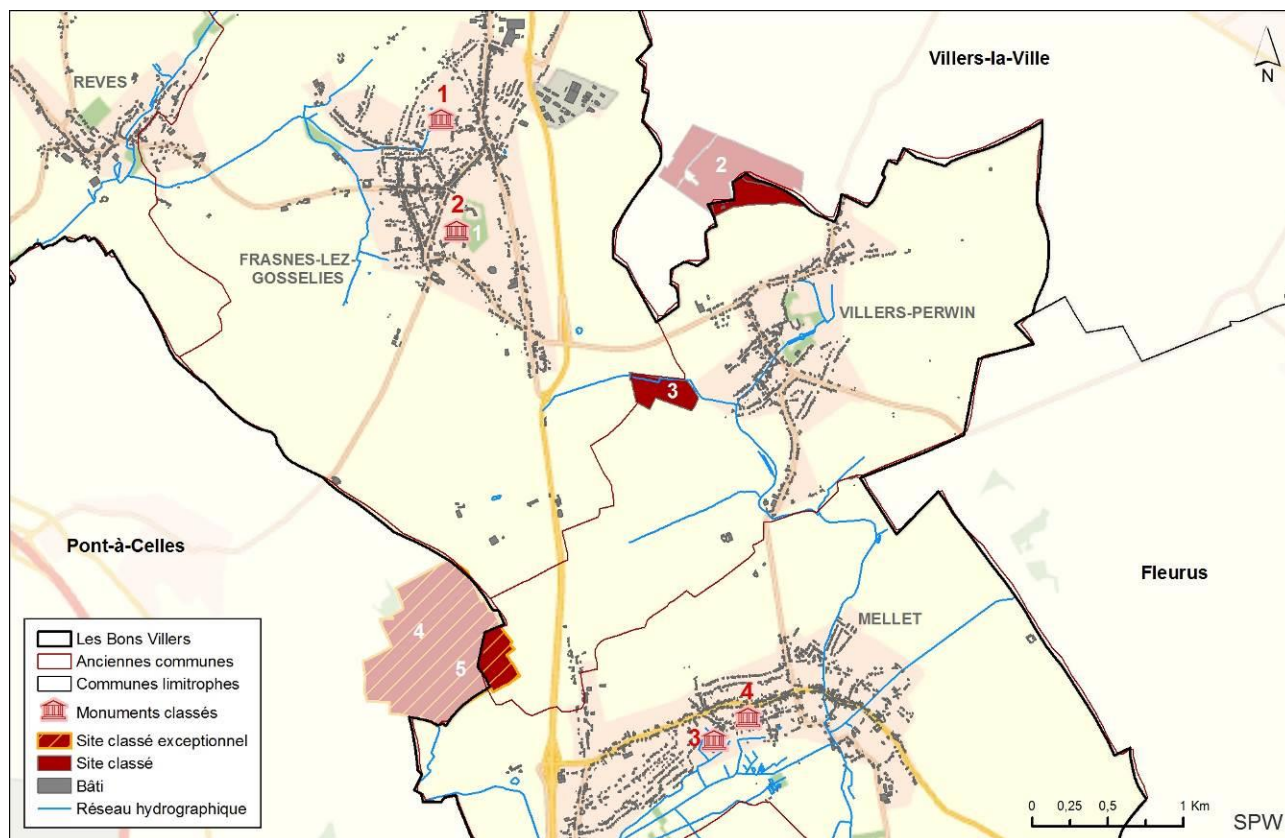 Villers-la-Ville
N
REVES
1
2
2
1
FRASNES-LEZ
GOSSELIES
VILLERS-PERWIN
3
Pont-à-Celles
Fleurus
4
5
MELLET
4
3
Les Bons Villers
Anciennes communes
Communes limitrophes
Monuments classés
Site classé exceptionnel
Site classé
Bâti
Réseau hydrographique
0 0,25 0,5 1 Km
SPW